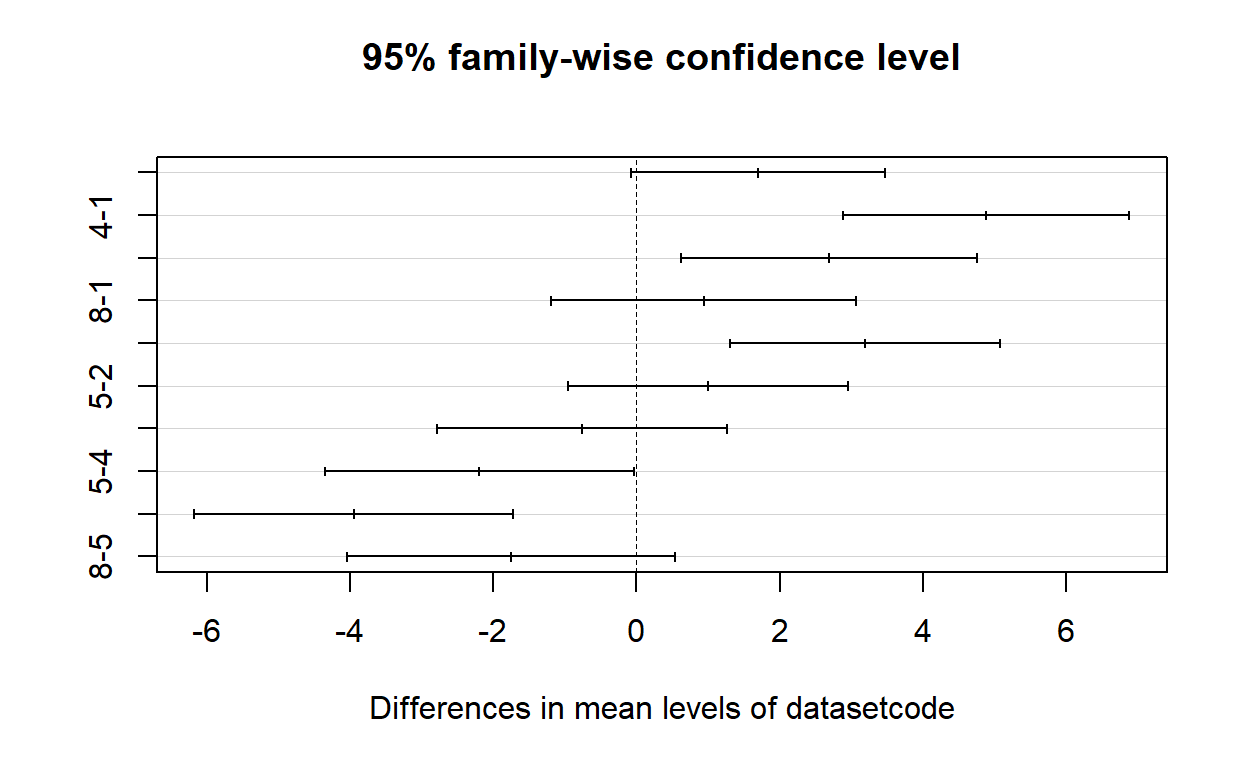 95% family-wise confidence level
4-1
8-1
5-2
5-4
8-5
-6 -4 -2 0 2 4 6
Differences in mean levels of datasetcode